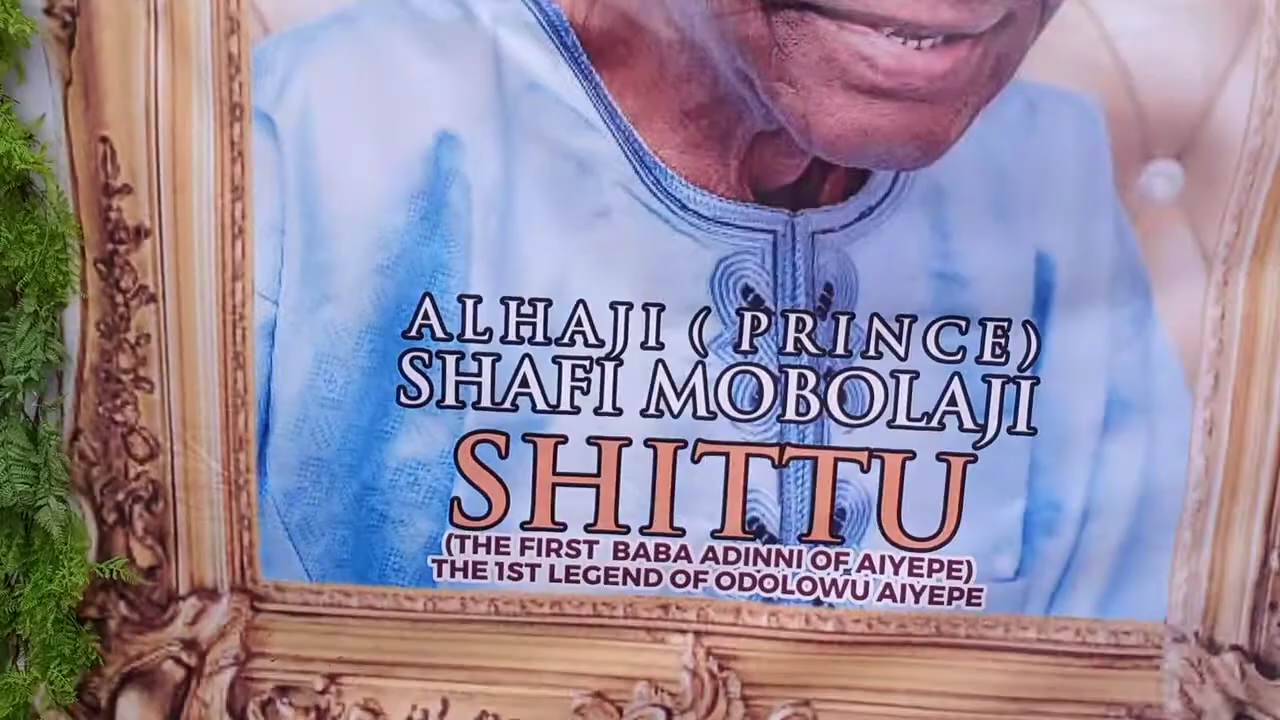 ALHAJI ( PRINCE)
SHAFI MOBOLAJI
SHITTU
(THE FIRST BABA ADINNI OF AIYEPE)
THE 1ST LEGEND OF ODOLOWU AIYEPE